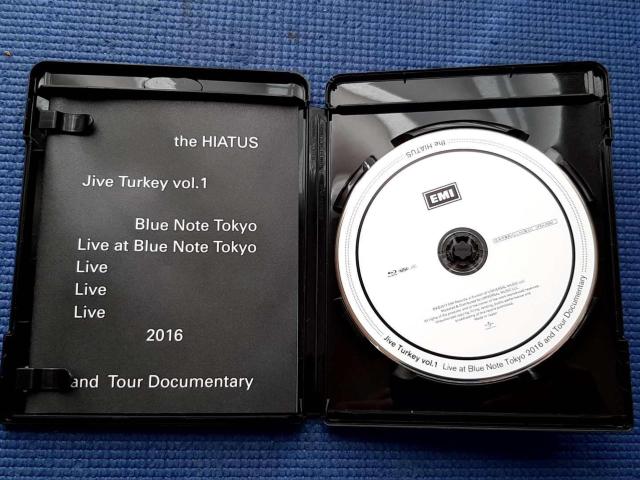 the HIATUS
Jive Turkey vol.1
Blue Note Tokyo
Live at Blue Note Tokyo
Live
Live
Live
2016
and Tour Documentary
the HIATUS
EMI
Jive Turkey vol.1 Live at Blue Note Tokyo 2016 and Tour Documentary